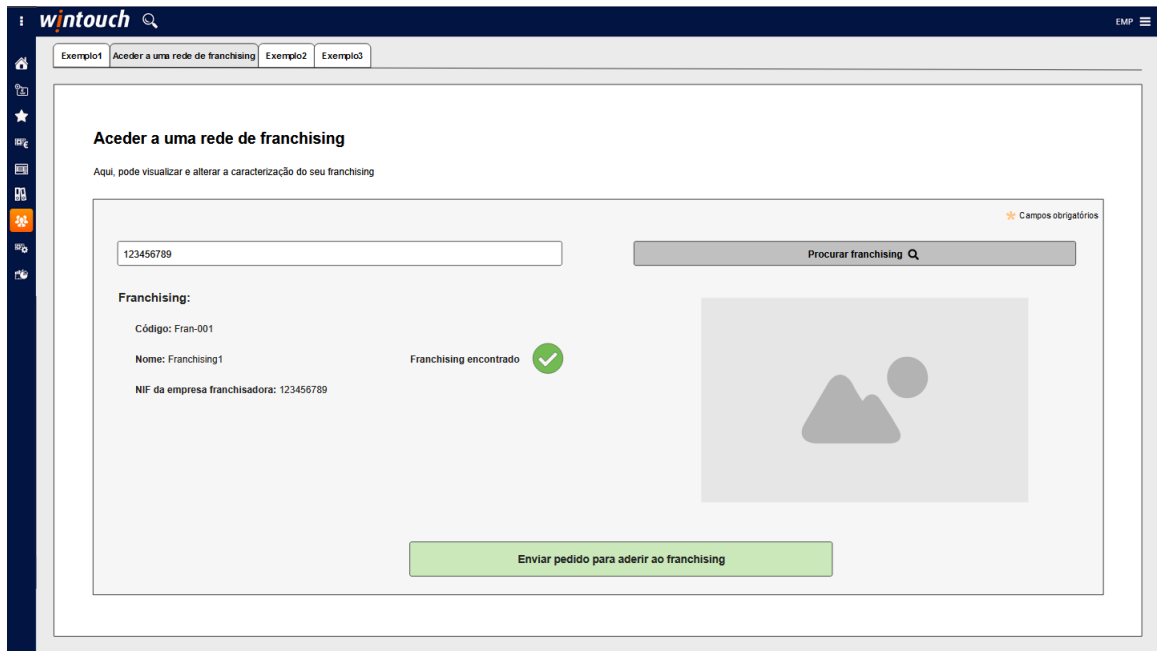 wintouch
EMP
Exemplo1 Aceder a uma rede de franchising Exemplo2 Exemplo3
Aceder a uma rede de franchising
Aqui, pode visualizar e alterar a caracterização do seu franchising
Campos obrigatórios
123456789
Procurar franchising
Franchising:
Código: Fran-001
Nome: Franchising1
Franchising encontrado
NIF da empresa franchisadora: 123456789
Enviar pedido para aderir ao franchising